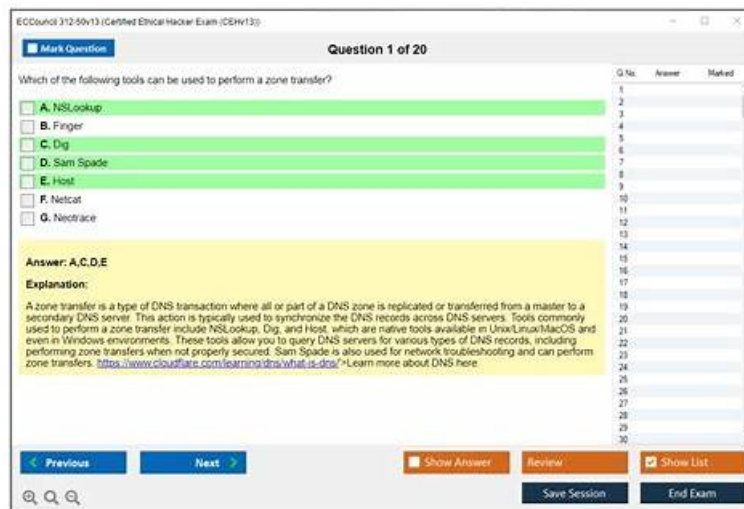 ECCouncil 312-50v13 (Certified Ethical Hacker Exam (CEHv13))
Mark Question
Question 1 of 20
Which of the following tools can be used to perform a zone transfer?
A. NSLookup
B. Finger
C. Dig
D. Sam Spade
E. Host
F. Netcat
G. Neotrace
Answer: A,C,D,E
Explanation:
A zone transfer is a type of DNS transaction where all or part of a DNS zone is replicated or transferred from a master to a
secondary DNS server. This action is typically used to synchronize the DNS records across DNS servers. Tools commonly
used to perform a zone transfer include NSLookup, Dig, and Host, which are native tools available in Unix/Linux/MacOS and
even in Windows environments. These tools allow you to query DNS servers for various types of DNS records, including
performing zone transfers when not properly secured. Sam Spade is also used for network troubleshooting and can perform
zone transfers. https://www.cloudflare.com/learning/dns/what-is-dns/'>Learn more about DNS here.
Q.No. Answer Marked
1
2
3
4
5
6
7
8
9
10
11
12
13
14
15
16
17
18
19
20
21
22
23
24
25
26
27
28
29
30
Previous
Next
Show Answer
Review
Show List
Save Session
End Exam